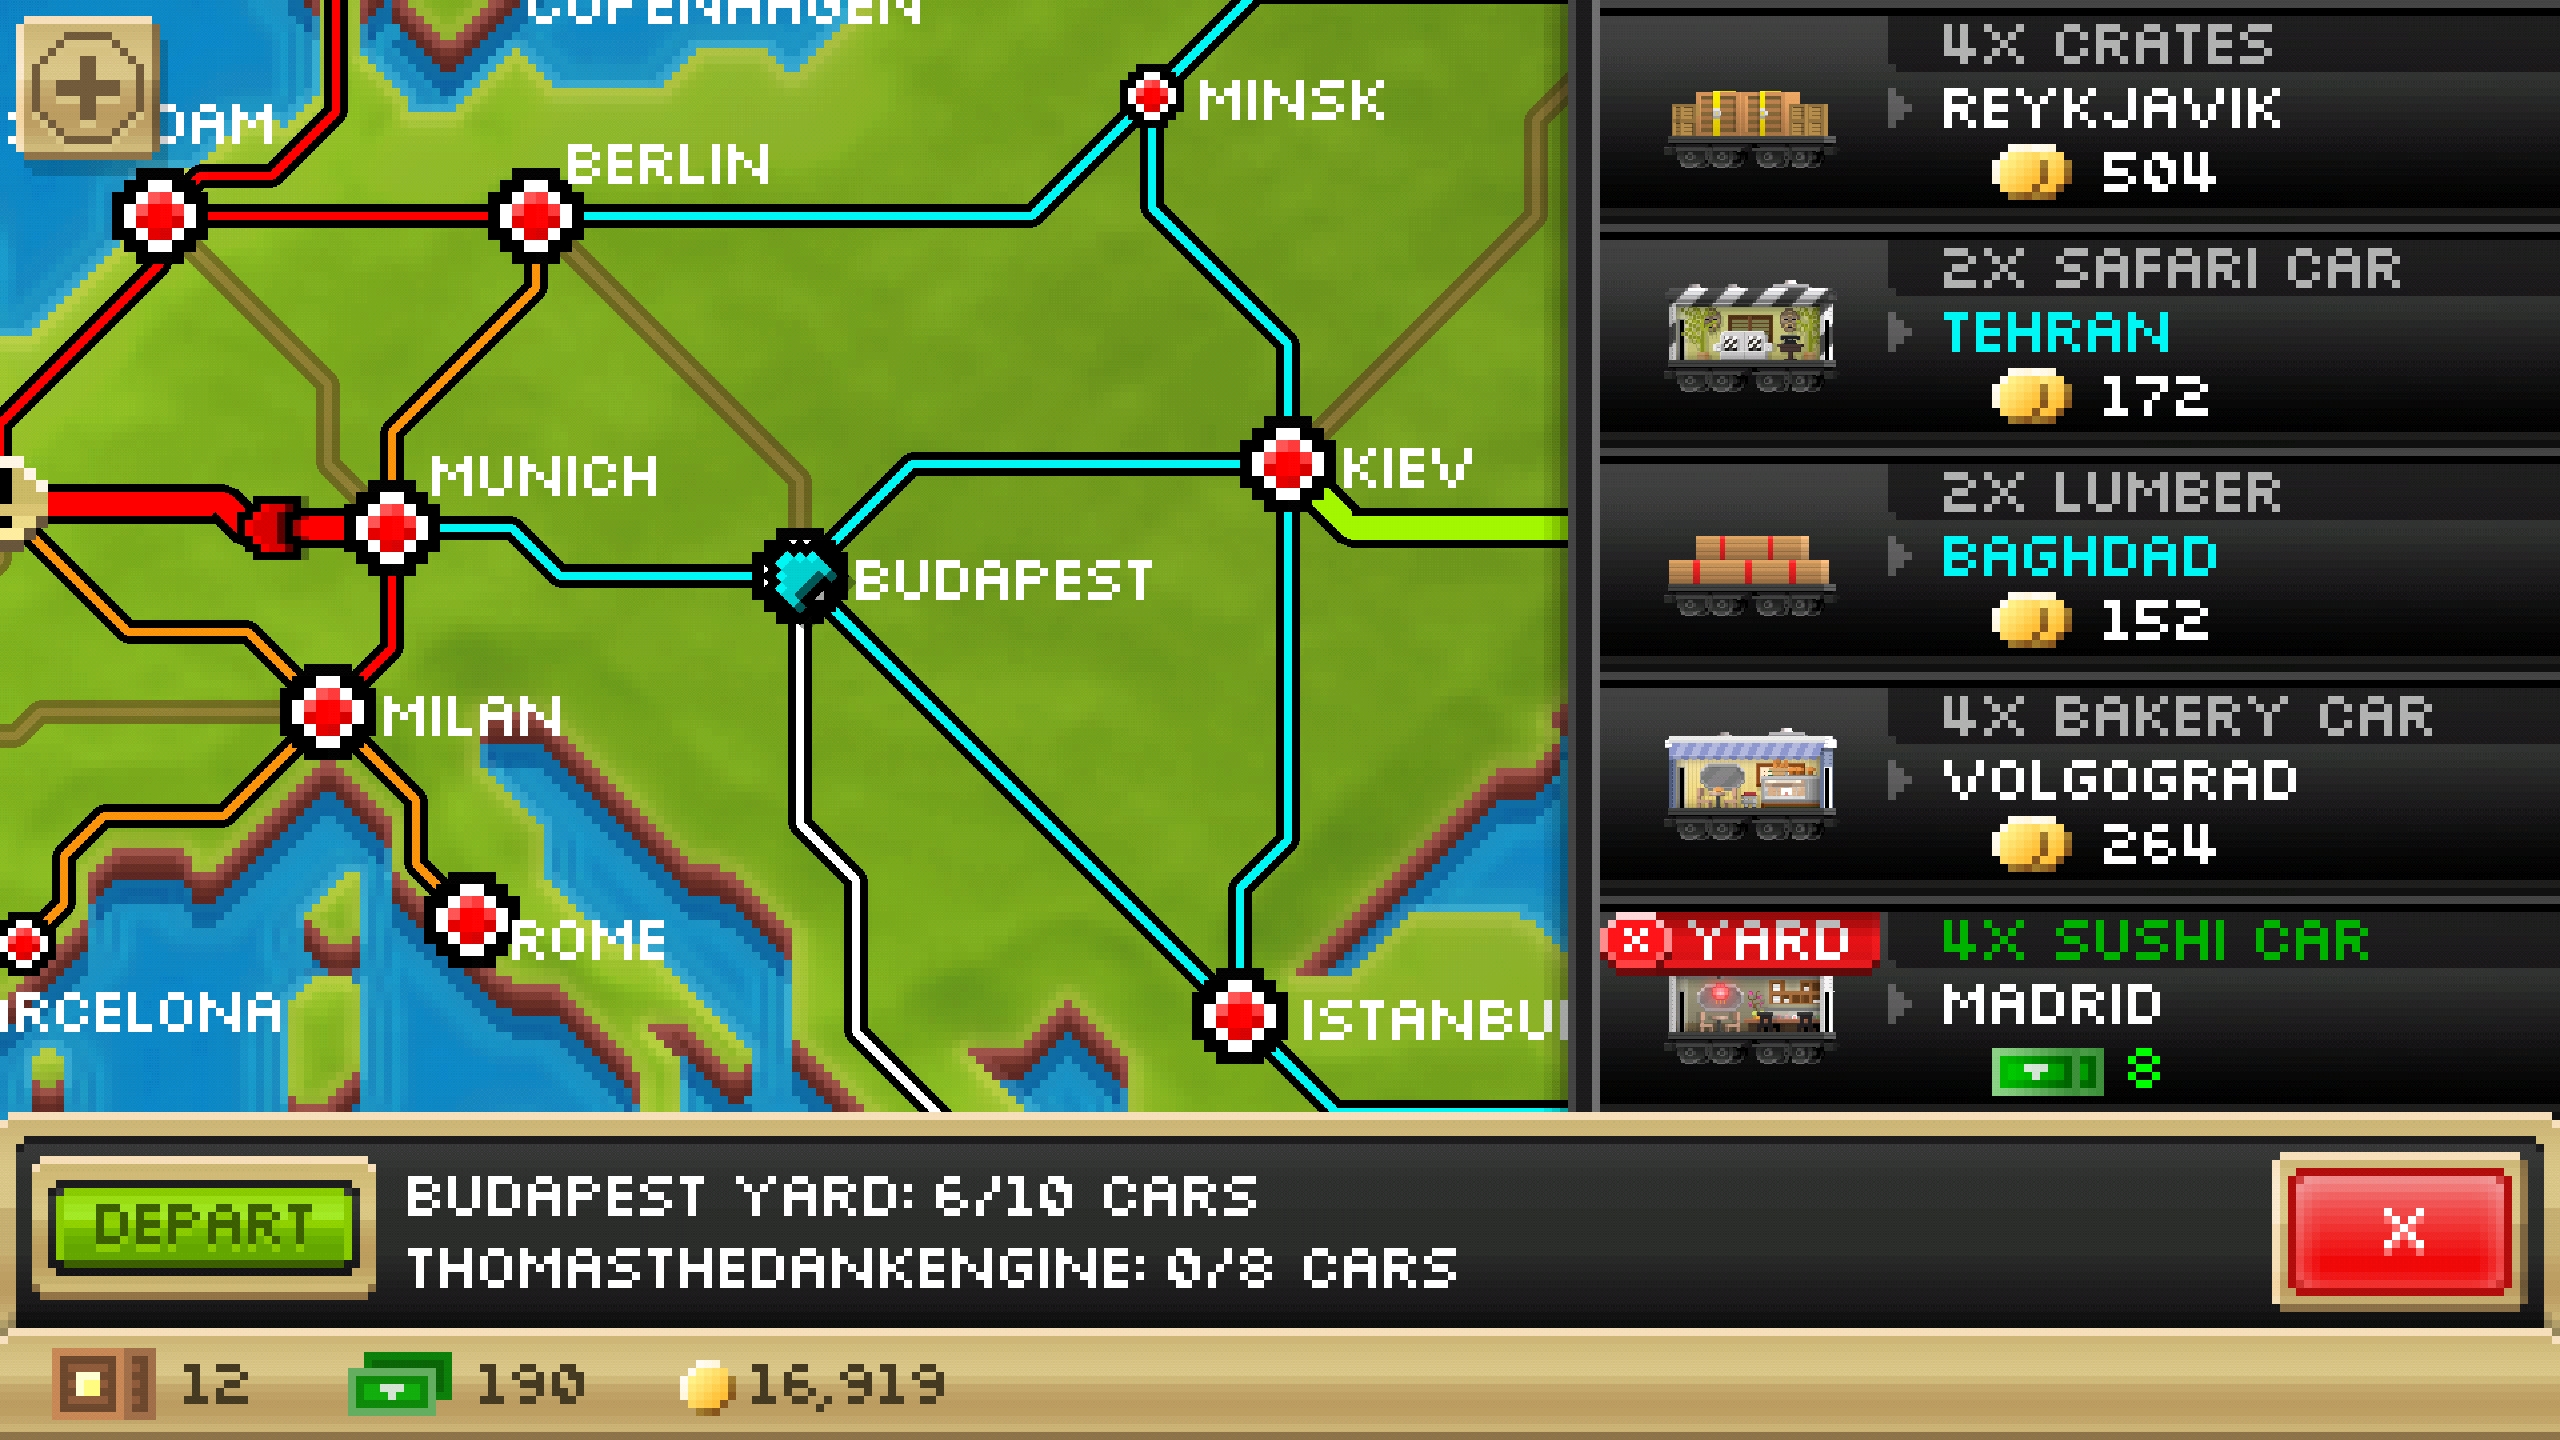 COPENHAGEN
DAM
MINSK
BERLIN
MUNICH
KIEV
BUDAPEST
MILAN
ROME
RCELONA
ISTANBU
4X CRATES
REYKJAVIK
504
2X SAFARI CAR
TEHRAN
172
2X LUMBER
BAGHDAD
152
4X BAKERY CAR
VOLGOGRAD
264
X YARD
4X SUSHI CAR
MADRID
8
DEPART
BUDAPEST YARD: 6/10 CARS
THOMASTHEDANKENGINE: 0/8 CARS
X
12
190
16,919